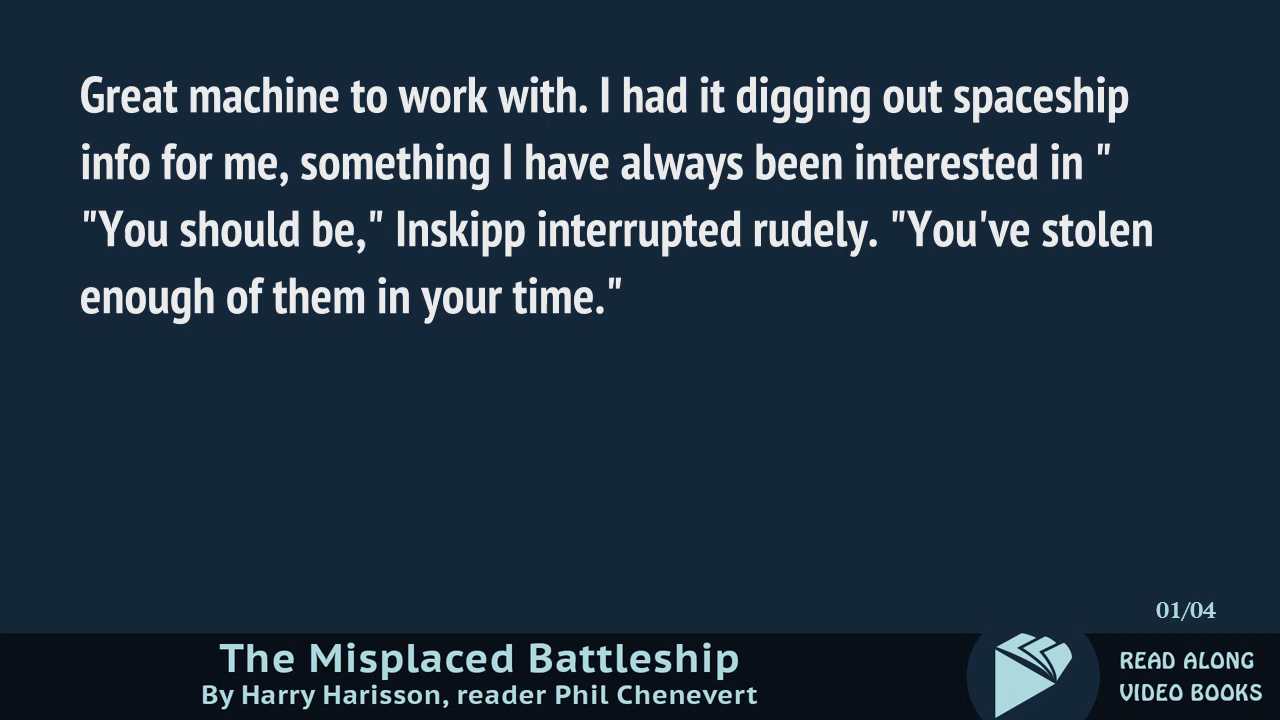 Great machine to work with. I had it digging out spaceship
info for me, something I have always been interested in "
"You should be," Inskipp interrupted rudely. "You've stolen
enough of them in your time."
01/04
The Misplaced Battleship
By Harry Harisson, reader Phil Chenevert
READ ALONG
VIDEO BOOKS